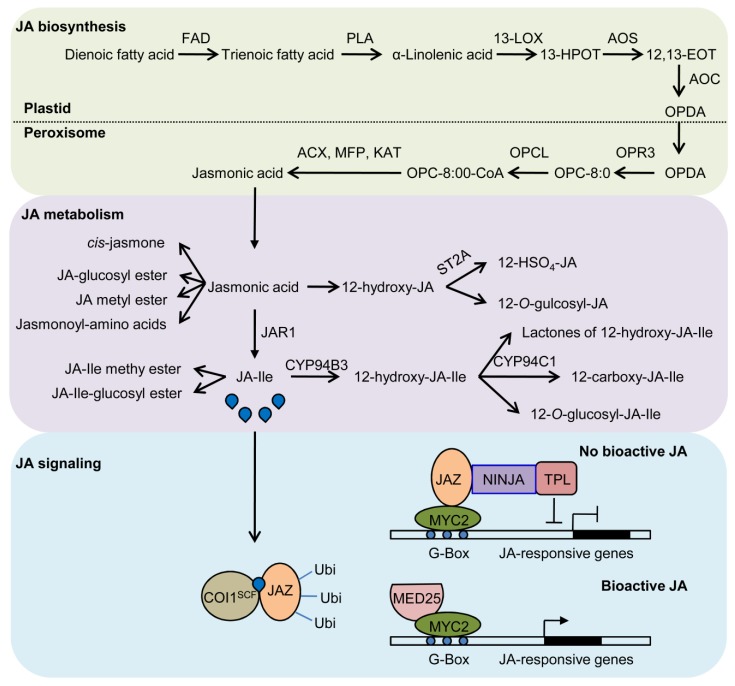 JA biosynthesis
FAD PLA 13-LOX AOS
Dienoic fatty acid Trienoic fatty acid α-Linolenic acid 13-HPOT 12,13-EOT
AOC
Plastid OPDA
Peroxisome
ACX, MFP, KAT OPCL OPR3
Jasmonic acid OPC-8:00-CoA OPC-8:0 OPDA
JA metabolism
cis-jasmone
ST2A 12-HSO4-JA
JA-glucosyl ester
Jasmonic acid 12-hydroxy-JA
JA metyl ester
12-O-gulcosyl-JA
Jasmonoyl-amino acids
JAR1 Lactones of 12-hydroxy-JA-Ile
CYP94B3 CYP94C1
JA-Ile methy ester
JA-Ile 12-hydroxy-JA-Ile 12-carboxy-JA-Ile
JA-Ile-glucosyl ester
12-O-glucosyl-JA-Ile
JA signaling No bioactive JA
JAZ NINJA TPL
MYC2
G-Box JA-responsive genes
Ubi
COI1SCF JAZ Ubi
Ubi
Bioactive JA
MED25
MYC2
G-Box JA-responsive genes